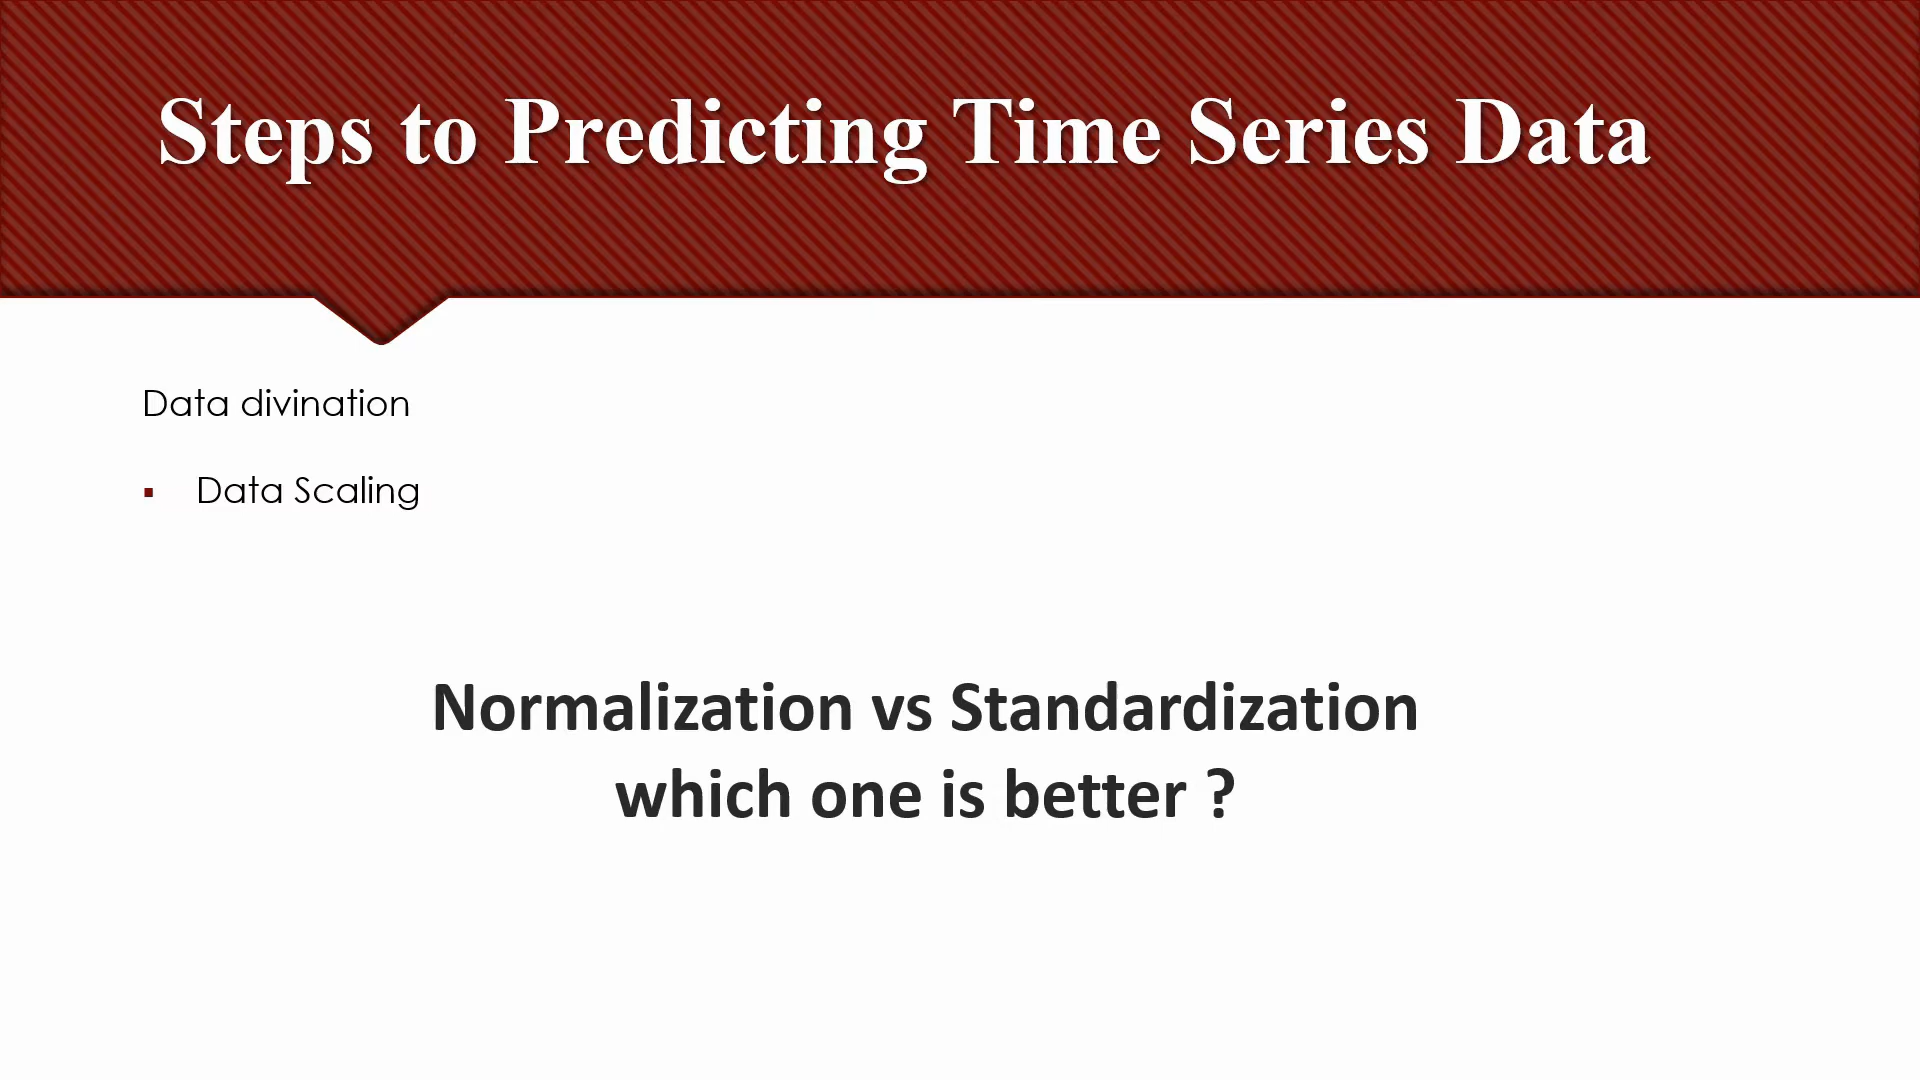 Steps to Predicting Time Series Data
Data divination
▪ Data Scaling
Normalization vs Standardization
which one is better ?